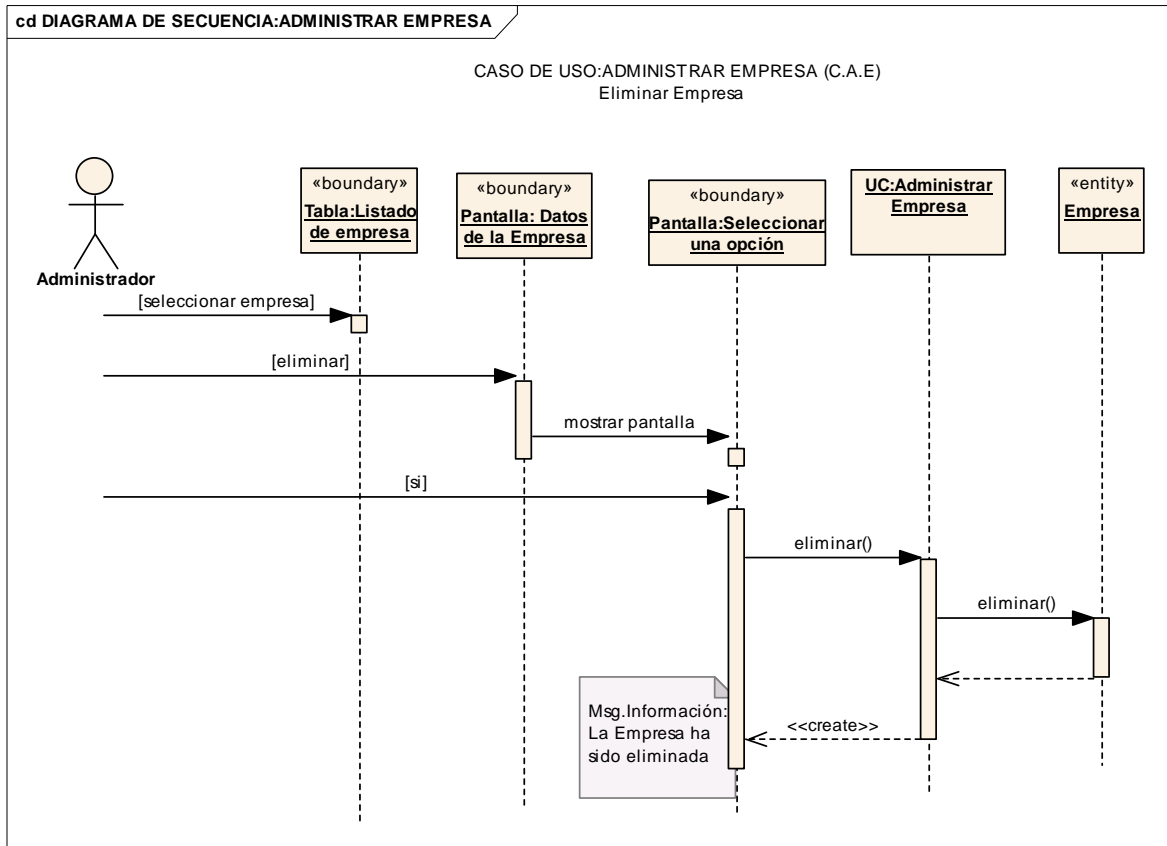 cd DIAGRAMA DE SECUENCIA:ADMINISTRAR EMPRESA
CASO DE USO:ADMINISTRAR EMPRESA (C.A.E)
Eliminar Empresa
Administrador
«boundary»
Tabla:Listado
de empresa
«boundary»
Pantalla: Datos
de la Empresa
«boundary»
Pantalla:Seleccionar
una opción
UC:Administrar
Empresa
«entity»
Empresa
[seleccionar empresa]
[eliminar]
mostrar pantalla
[si]
eliminar()
eliminar()
Msg.Información:
La Empresa ha
sido eliminada
<<create>>